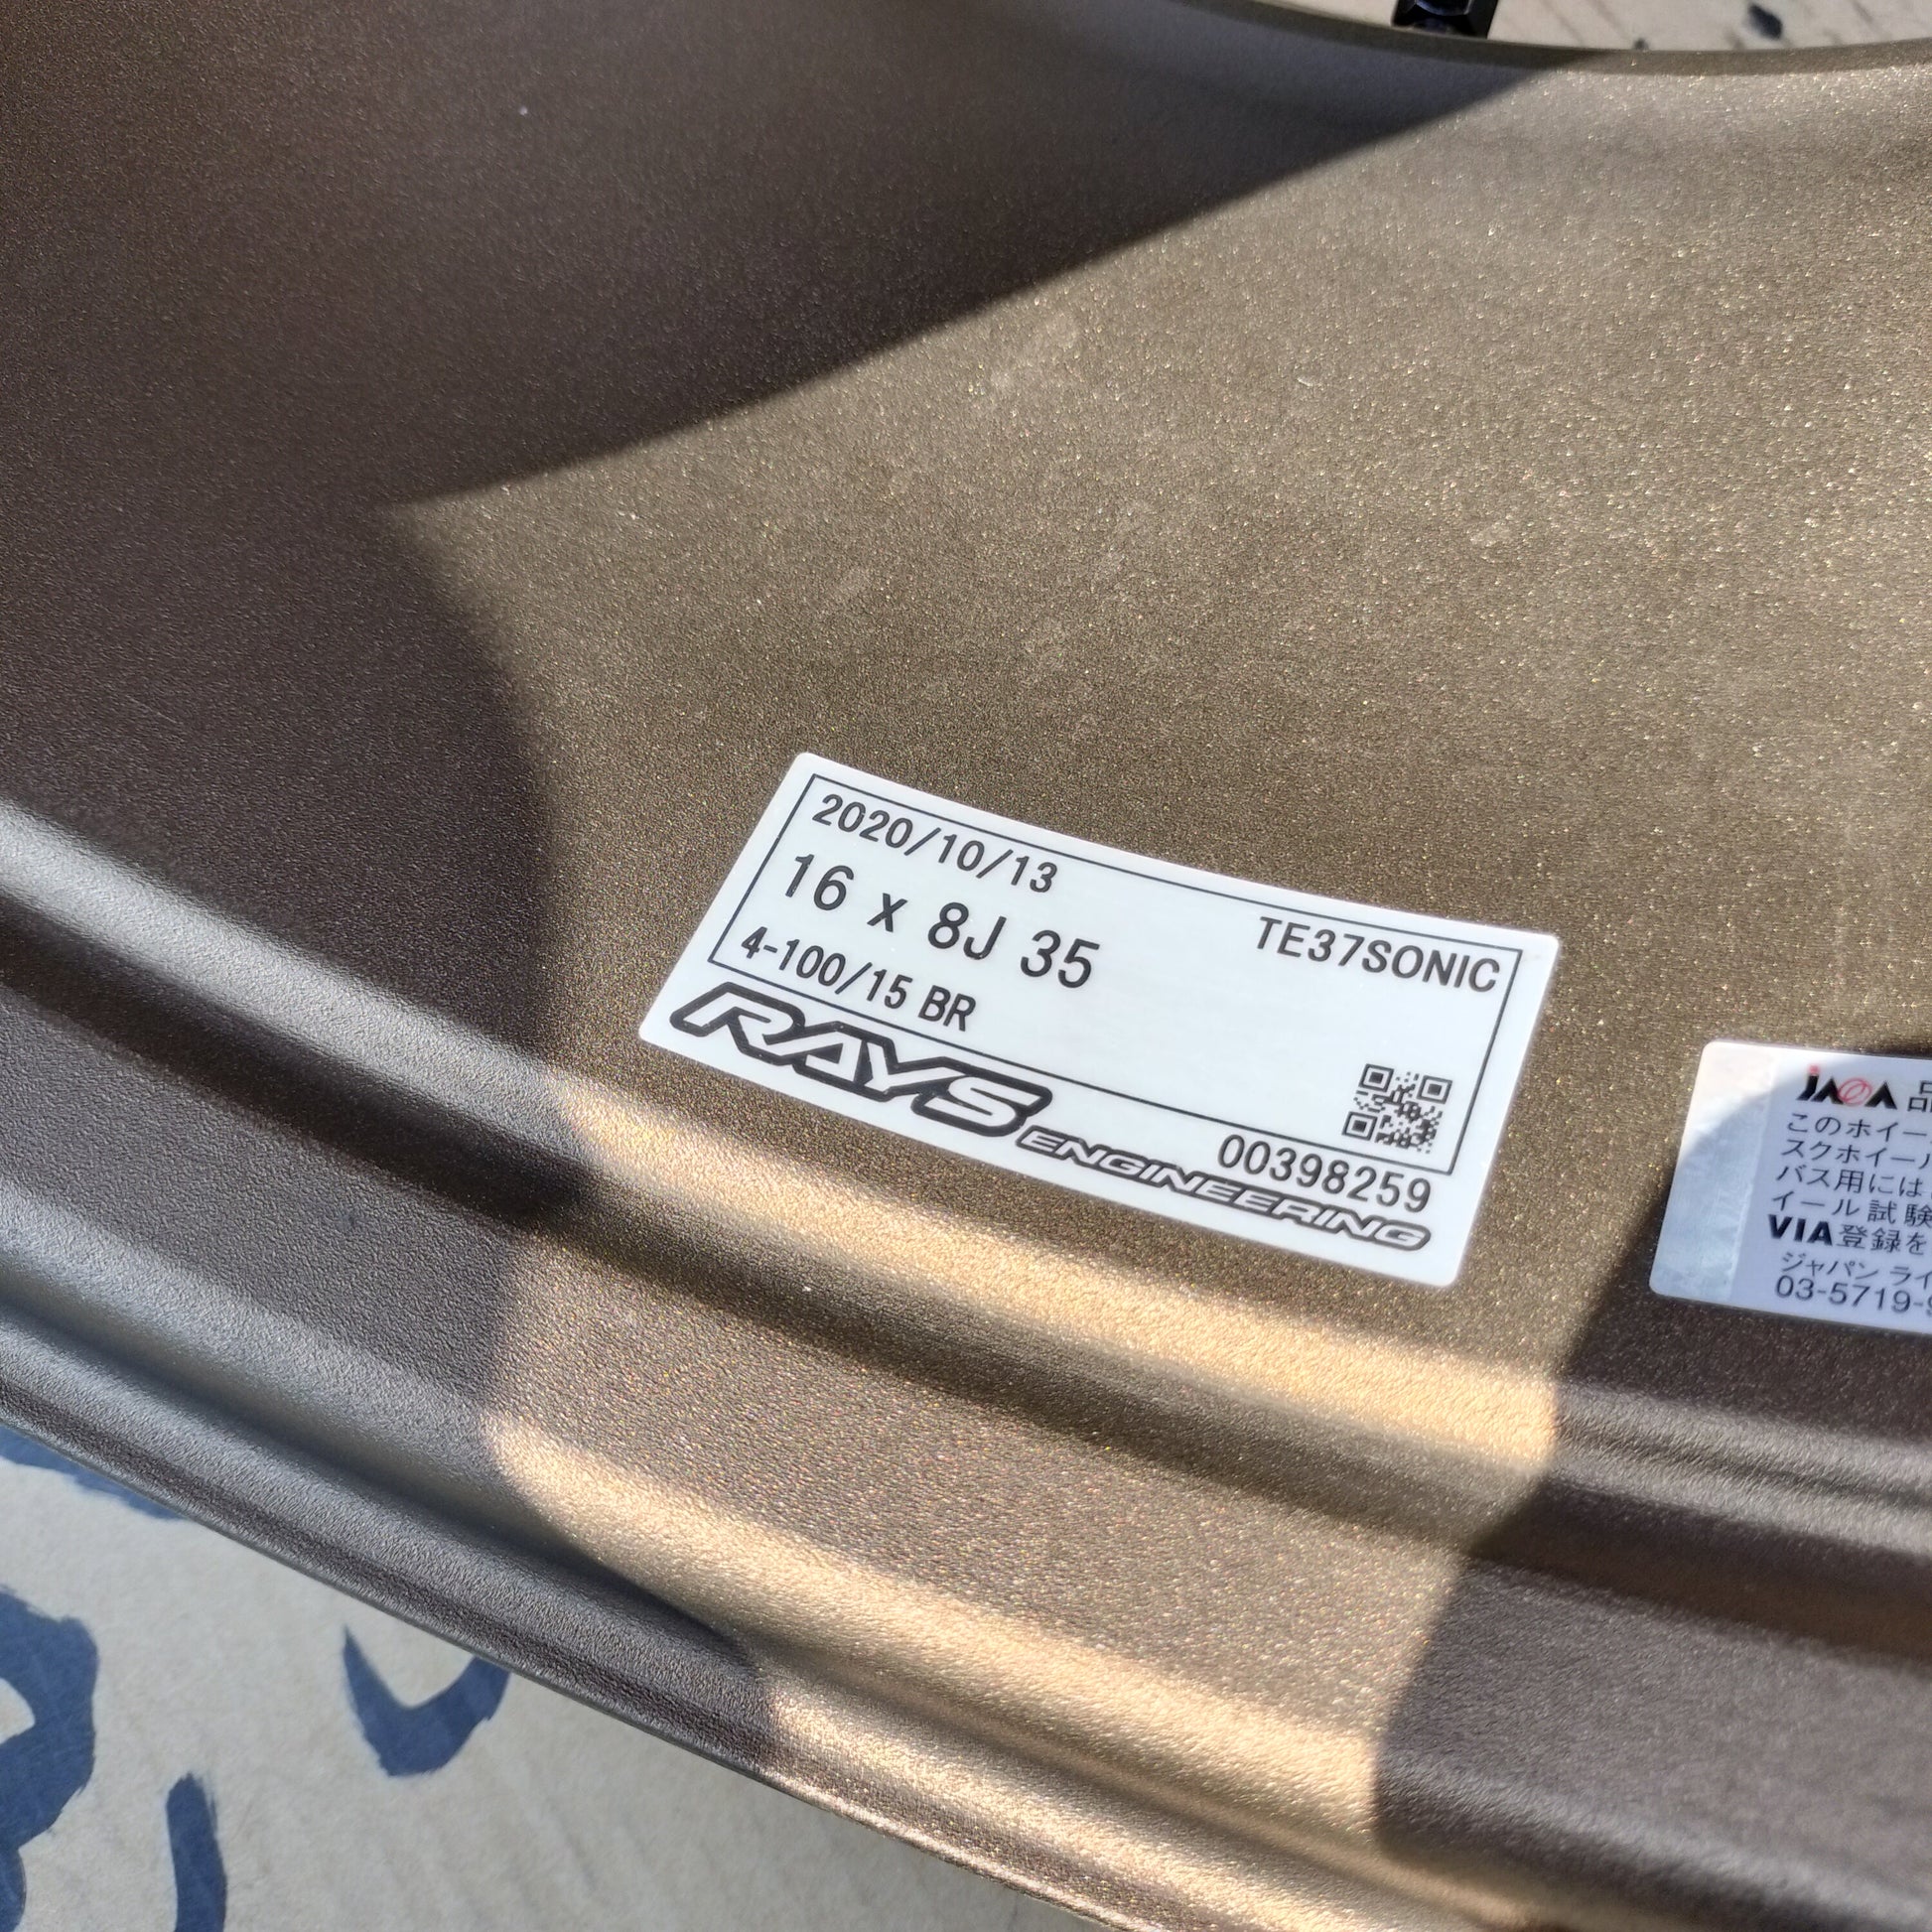 2020/10/13
16 x 8J 35
TE37SONIC
4-100/15 BR
RAYS
ENGINEERING
00398259
JAWA 品
このホイー
スクホイール
バス用には
イール試験
VIA登録を
ジャパン ライ
03-5719-